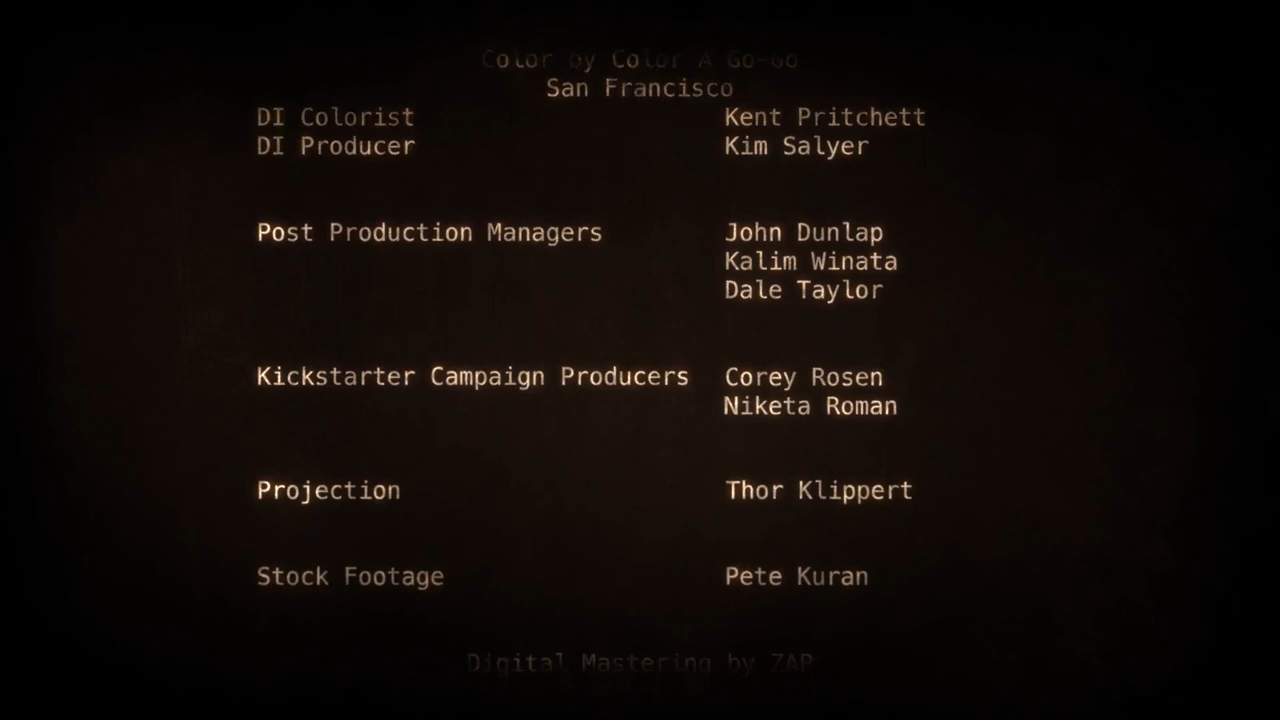 Color by Color A Go-Go
San Francisco
DI Colorist Kent Pritchett
DI Producer Kim Salyer
Post Production Managers John Dunlap
Kalim Winata
Dale Taylor
Kickstarter Campaign Producers Corey Rosen
Niketa Roman
Projection Thor Klippert
Stock Footage Pete Kuran
Digital Mastering by ZAP